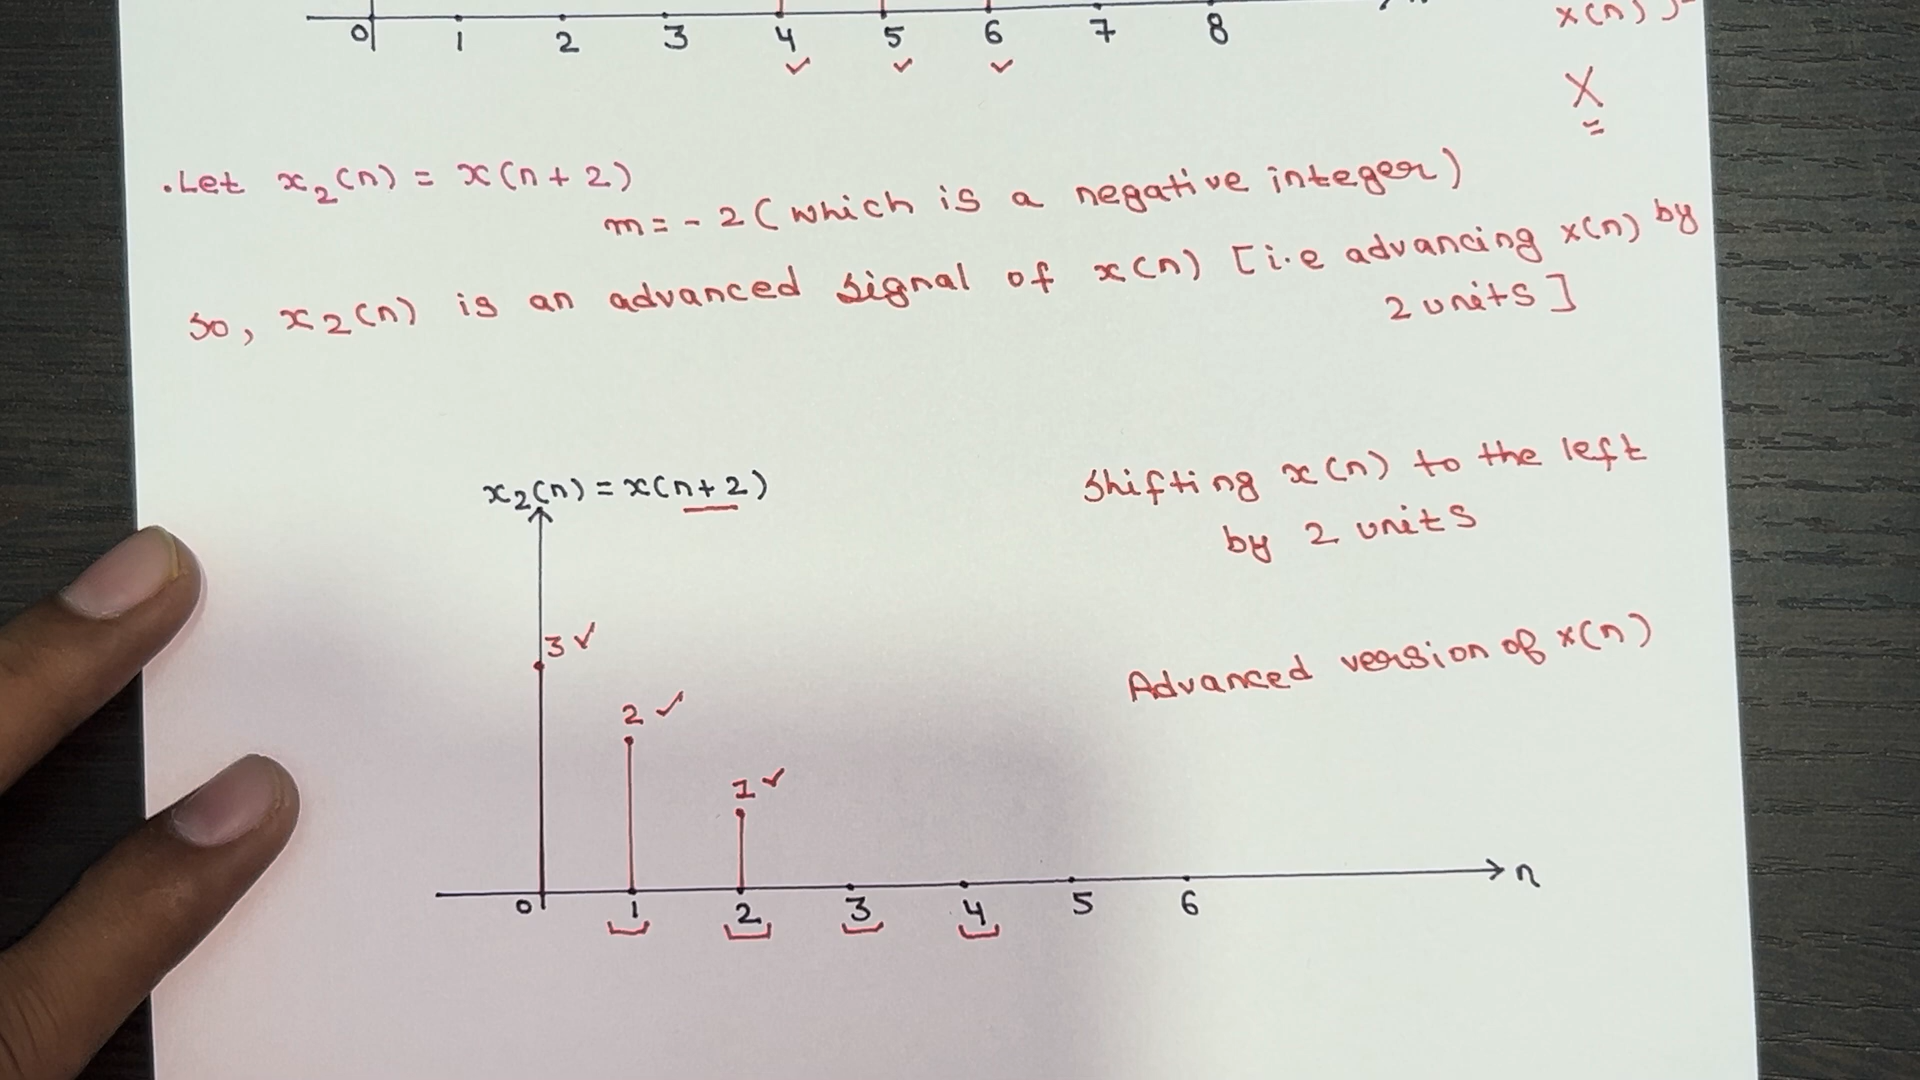 0 1 2 3 4 5 6 7 8
x(n)
X
.Let x₂(n) = x(n+2)
m = -2 (which is a negative integer)
So, x₂(n) is an advanced signal of x(n) [i.e advancing x(n) by
2 units]
x₂(n) = x(n+2)
Shifting x(n) to the left
by 2 units
3 ✓
Advanced version of x(n)
2 ✓
1 ✓
n
0 1 2 3 4 5 6